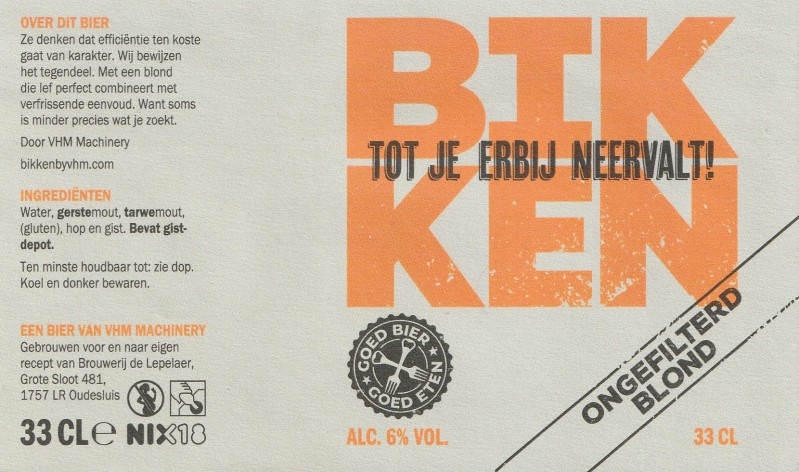 OVER DIT BIER
Ze denken dat efficiëntie ten koste
gaat van karakter. Wij bewijzen
het tegendeel. Met een blond
die lef perfect combineert met
verfrissende eenvoud. Want soms
is minder precies wat je zoekt.
Door VHM Machinery
bikkenbyvhm.com
INGREDIËNTEN
Water, gerstemout, tarwemout,
(gluten), hop en gist. Bevat gist-
depot.
Ten minste houdbaar tot: zie dop.
Koel en donker bewaren.
EEN BIER VAN VHM MACHINERY
Gebrouwen voor en naar eigen
recept van Brouwerij de Lepelaer,
Grote Sloot 481,
1757 LR Oudesluis
33 CL e NIX18
BIK
TOT JE ERBIJ NEERVALT!
KEN
GOED BIER
GOED ETEN
ALC. 6% VOL.
ONGEFILTERD
BLOND
33 CL